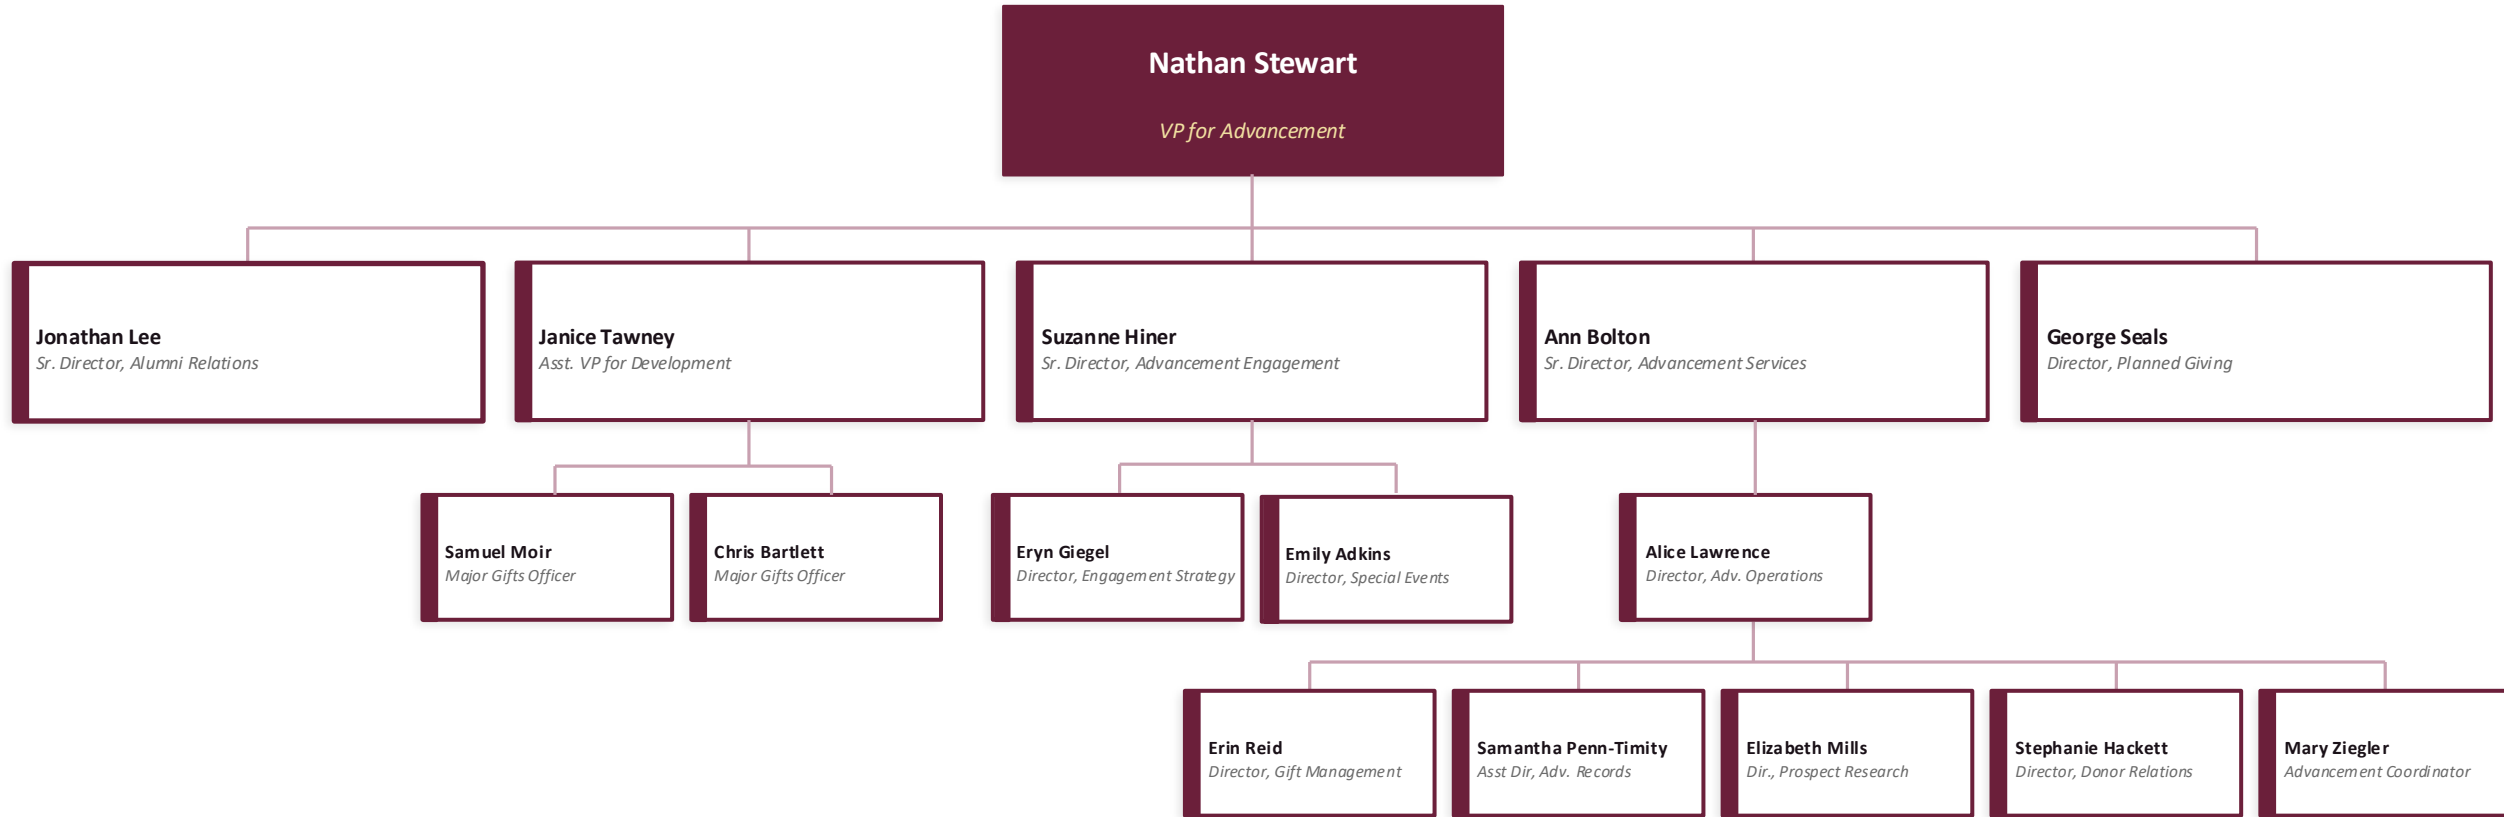 Nathan Stewart
VP for Advancement
Jonathan Lee
Sr. Director, Alumni Relations
Janice Tawney
Asst. VP for Development
Suzanne Hiner
Sr. Director, Advancement Engagement
Ann Bolton
Sr. Director, Advancement Services
George Seals
Director, Planned Giving
Samuel Moir
Major Gifts Officer
Chris Bartlett
Major Gifts Officer
Eryn Giegel
Director, Engagement Strategy
Emily Adkins
Director, Special Events
Alice Lawrence
Director, Adv. Operations
Erin Reid
Director, Gift Management
Samantha Penn-Timity
Asst Dir, Adv. Records
Elizabeth Mills
Dir., Prospect Research
Stephanie Hackett
Director, Donor Relations
Mary Ziegler
Advancement Coordinator